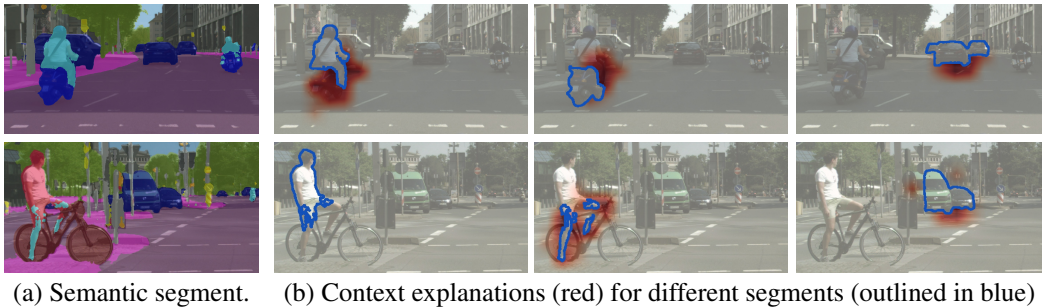 (a) Semantic segment.
(b) Context explanations (red) for different segments (outlined in blue)